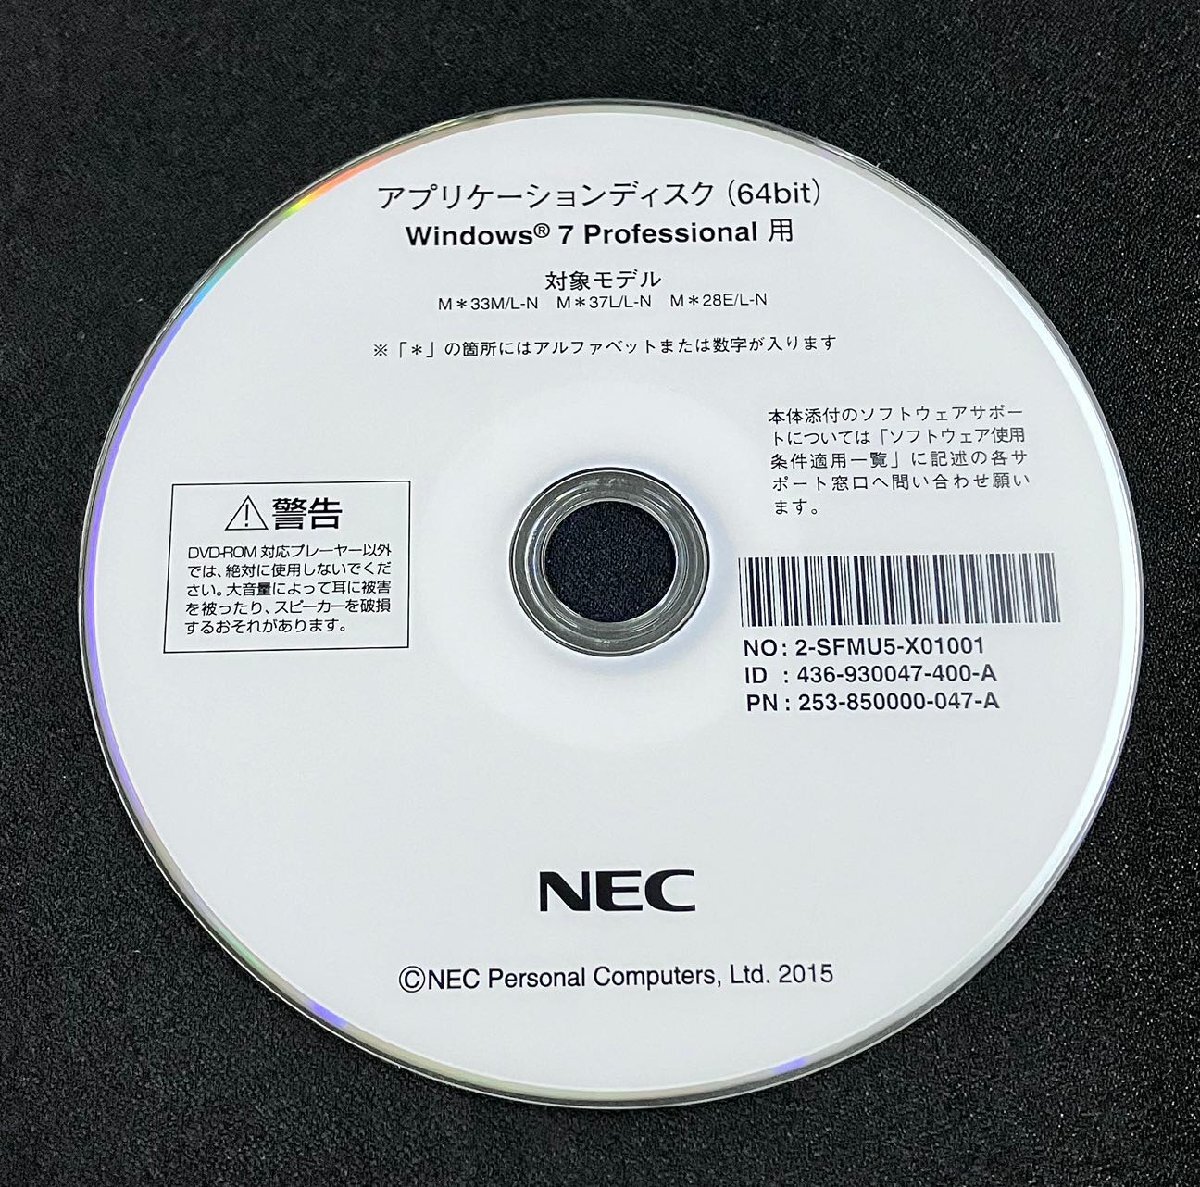 アプリケーションディスク（64bit）
Windows® 7 Professional 用
対象モデル
M＊33M/L-N　M＊37L/L-N　M＊28E/L-N
※「＊」の箇所にはアルファベットまたは数字が入ります
本体添付のソフトウェアサポー
トについては「ソフトウェア使用
条件適用一覧」に記述の各サ
ポート窓口へ問い合わせ願い
ます。
⚠警告
DVD-ROM 対応プレーヤー以外
では、絶対に使用しないでくだ
さい。大音量によって耳に被害
を被ったり、スピーカーを破損
するおそれがあります。
NO: 2-SFMU5-X01001
ID : 436-930047-400-A
PN : 253-850000-047-A
NEC
©NEC Personal Computers, Ltd. 2015